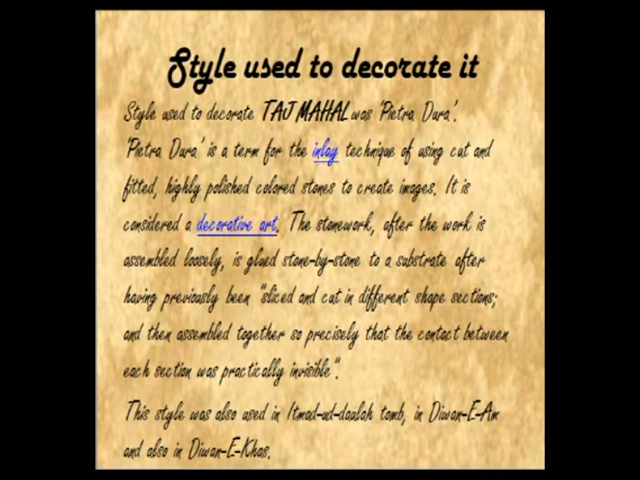 Style used to decorate it
Style used to decorate TAJ MAHAL was 'Pietra Dura'.
'Pietra Dura' is a term for the inlay technique of using cut and
fitted, highly polished colored stones to create images. It is
considered a decorative art. The stonework, after the work is
assembled loosely, is glued stone-by-stone to a substrate after
having previously been "sliced and cut in different shape sections;
and then assembled together so precisely that the contact between
each section was practically invisible".
This style was also used in Itmad-ud-daulah tomb, in Diwan-E-Am
and also in Diwan-E-Khas.